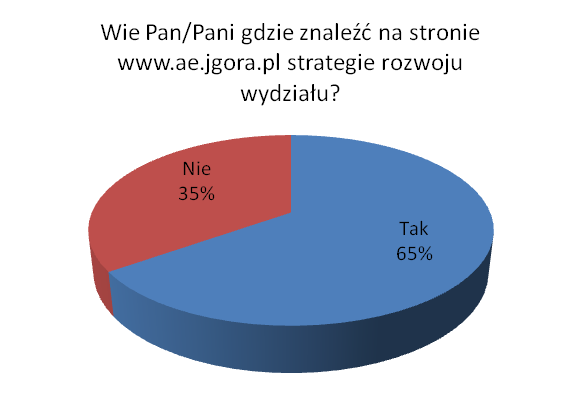 Wie Pan/Pani gdzie znaleźć na stronie
www.ae.jgora.pl strategie rozwoju
wydziału?
Nie
35%
Tak
65%